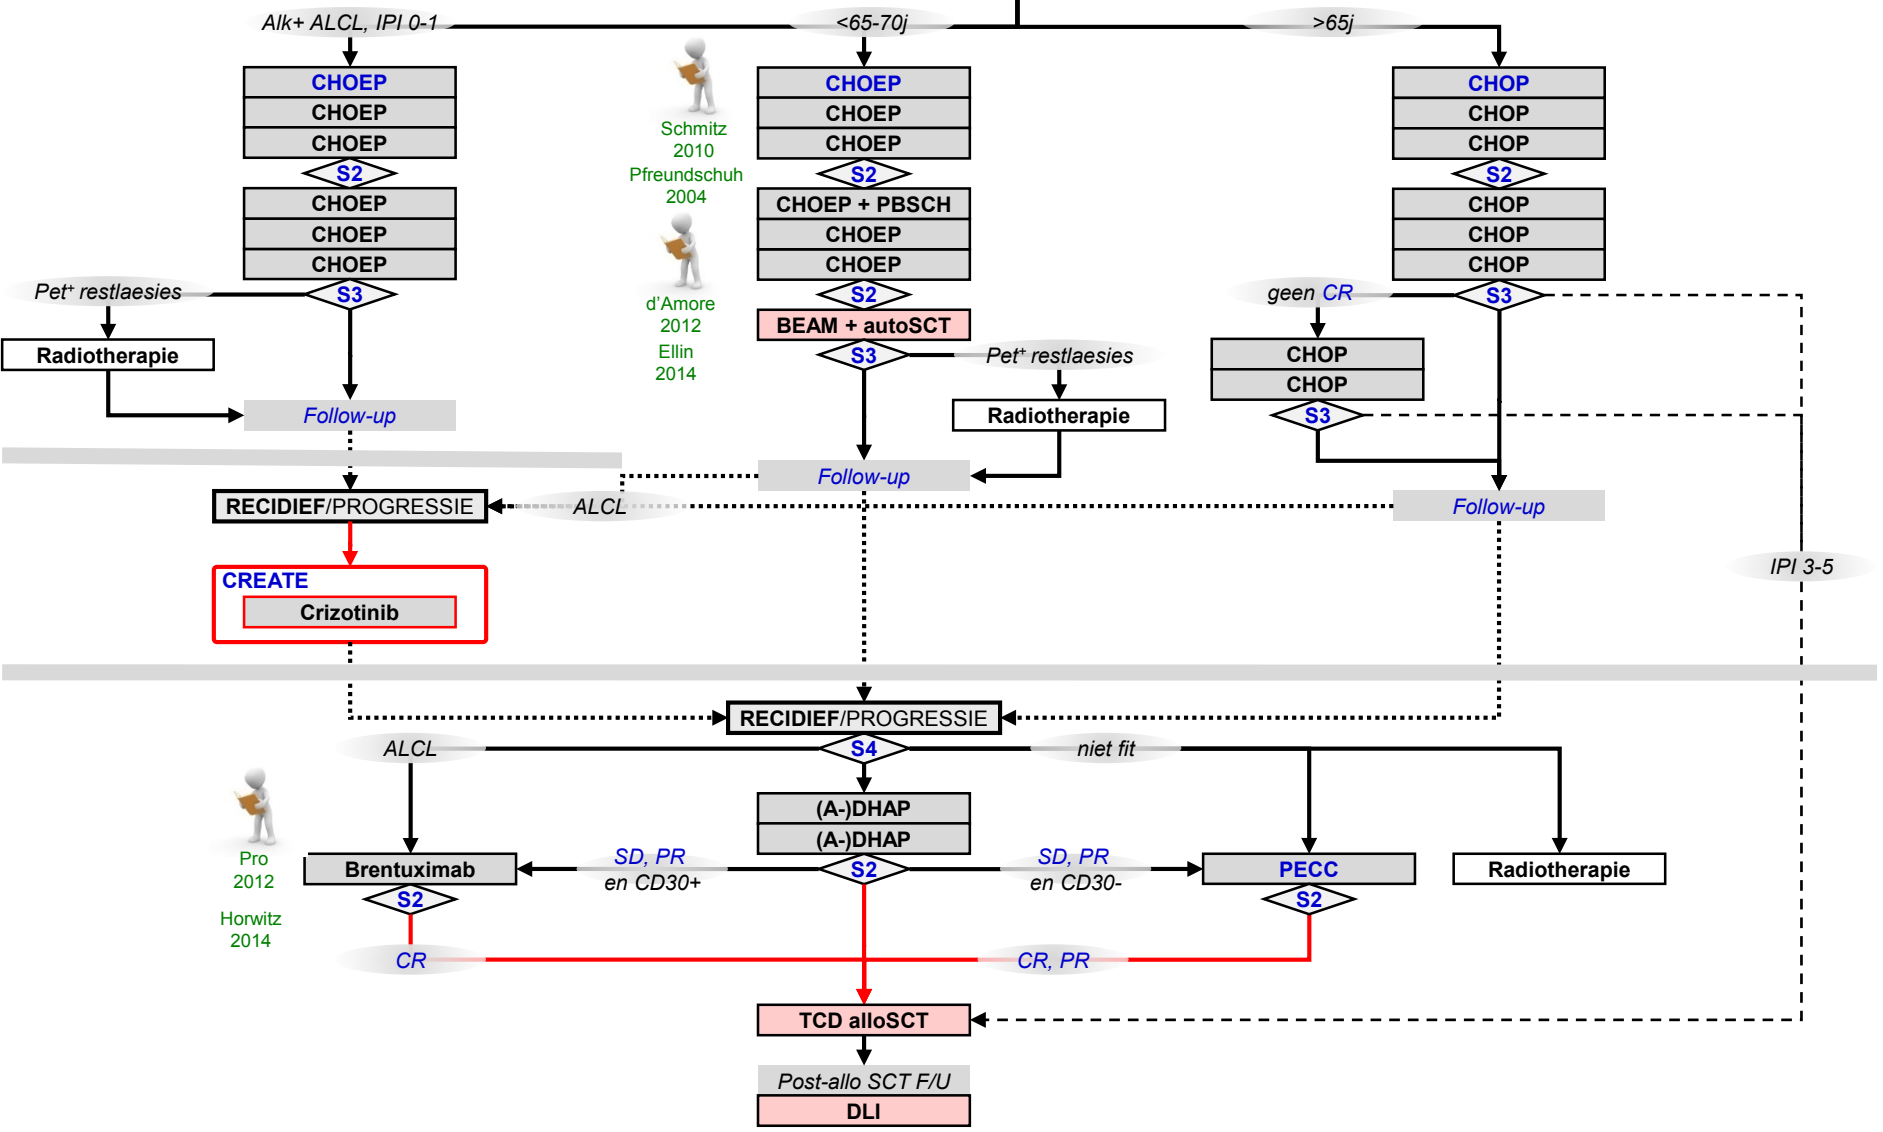 Alk+ ALCL, IPI 0-1
<65-70j
>65j
CHOEP
CHOEP
CHOEP
S2
CHOEP
CHOEP
CHOEP
S3
Pet+ restlaesies
Radiotherapie
Follow-up
Schmitz
2010
Pfreundschuh
2004
d'Amore
2012
Ellin
2014
CHOEP
CHOEP
CHOEP
S2
CHOEP + PBSCH
CHOEP
CHOEP
S2
BEAM + autoSCT
S3
Pet+ restlaesies
Radiotherapie
Follow-up
CHOP
CHOP
CHOP
S2
CHOP
CHOP
CHOP
S3
geen CR
CHOP
CHOP
S3
Follow-up
IPI 3-5
RECIDIEF/PROGRESSIE
ALCL
CREATE
Crizotinib
RECIDIEF/PROGRESSIE
S4
ALCL
niet fit
(A-)DHAP
(A-)DHAP
S2
Pro
2012
Horwitz
2014
Brentuximab
S2
SD, PR
en CD30+
SD, PR
en CD30-
PECC
S2
Radiotherapie
CR
CR, PR
TCD alloSCT
Post-allo SCT F/U
DLI